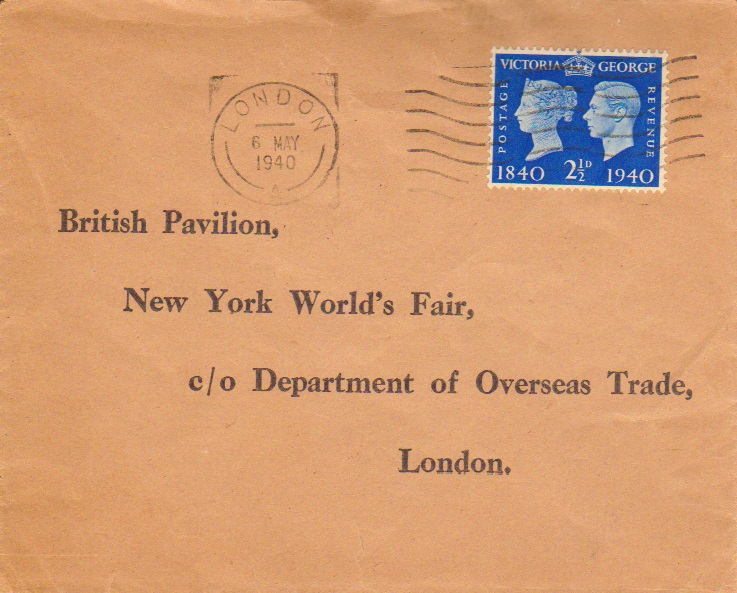 VICTORIA GEORGE
POSTAGE
REVENUE
1840 2½D 1940
LONDON
6 MAY
1940
British Pavilion,
New York World's Fair,
c/o Department of Overseas Trade,
London.